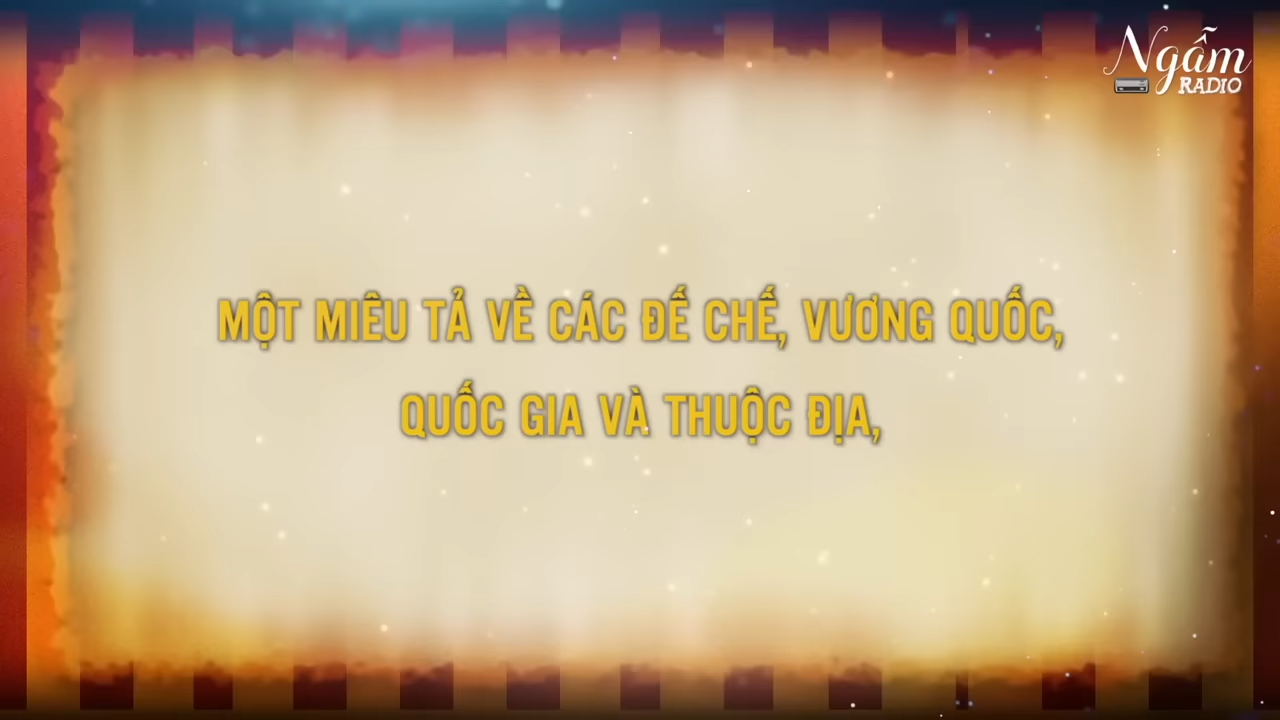 Ngẫm
RADIO
MỘT MIÊU TẢ VỀ CÁC ĐẾ CHẾ, VƯƠNG QUỐC,
QUỐC GIA VÀ THUỘC ĐỊA,